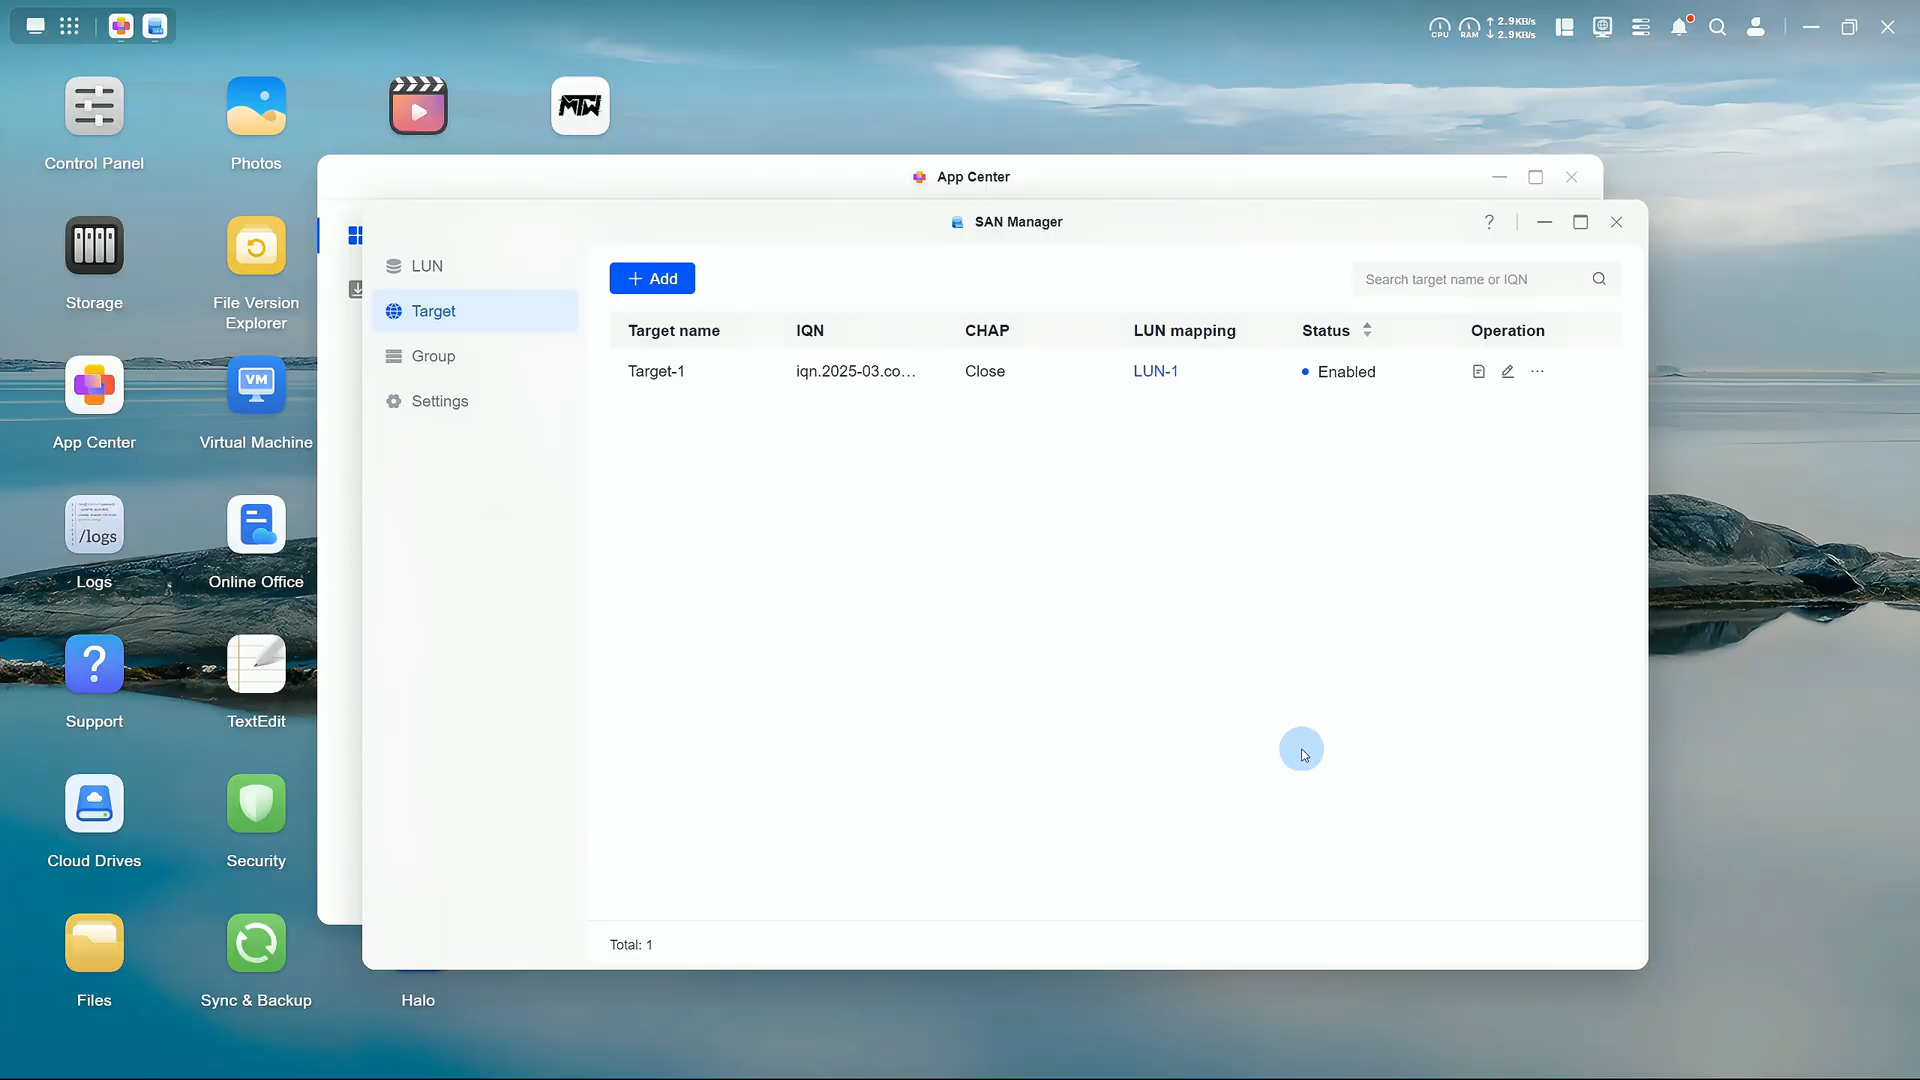 CPU
RAM
2.9KB/s
2.9KB/s
Control Panel
Photos
MTW
App Center
SAN Manager
?
Storage
File Version
Explorer
LUN
Target
Group
Settings
+ Add
Search target name or IQN
Target name
IQN
CHAP
LUN mapping
Status
Operation
Target-1
iqn.2025-03.co...
Close
LUN-1
Enabled
...
App Center
VM
Virtual Machine
/logs
Logs
Online Office
?
Support
TextEdit
Cloud Drives
Security
Total: 1
Files
Sync & Backup
Halo